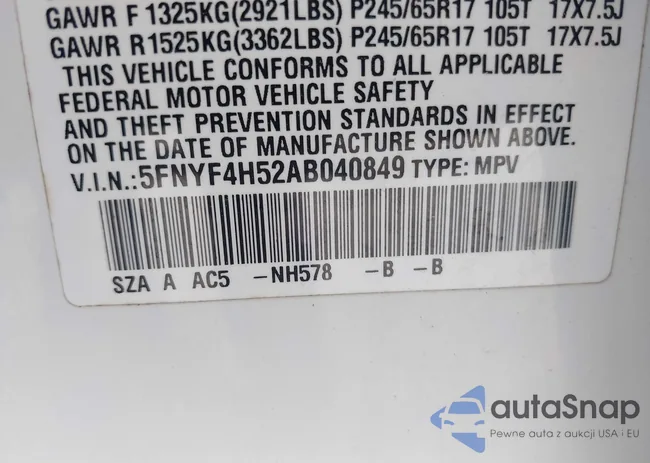 GAWR F 1325KG(2921LBS) P245/65R17 105T 17X7.5J
GAWR R1525KG(3362LBS) P245/65R17 105T 17X7.5J
THIS VEHICLE CONFORMS TO ALL APPLICABLE
FEDERAL MOTOR VEHICLE SAFETY
AND THEFT PREVENTION STANDARDS IN EFFECT
ON THE DATE OF MANUFACTURE SHOWN ABOVE.
V.I.N.:5FNYF4H52AB040849 TYPE: MPV
SZA A AC5 -NH578 -B -B
autaSnap
Pewne auta z aukcji USA i EU